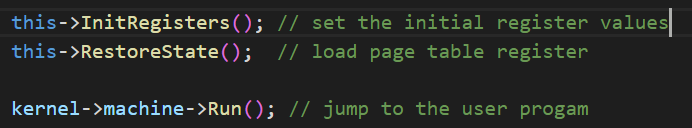 this->InitRegisters(); // set the initial register values
this->RestoreState();  // load page table register
kernel->machine->Run(); // jump to the user progam